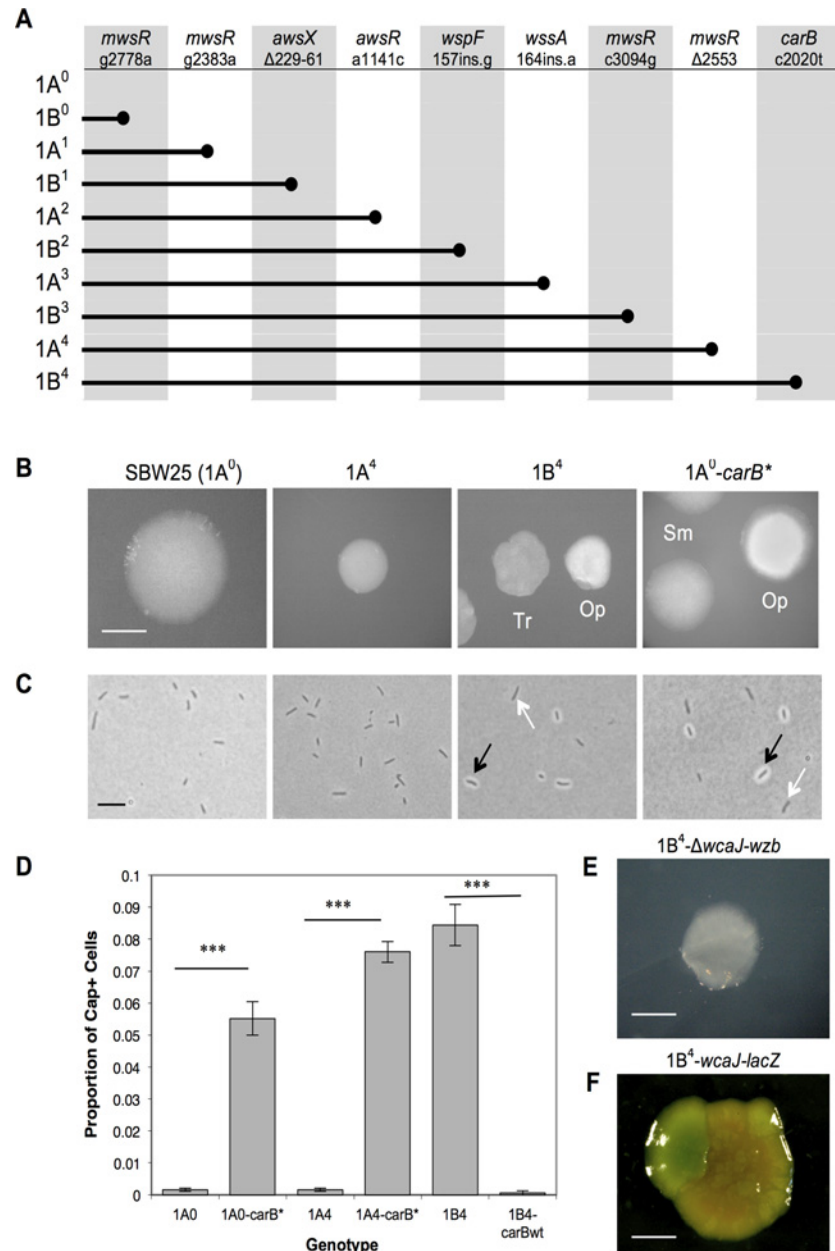 A
mwsR mwsR awsX awsR wspF wssA mwsR mwsR carB
g2778a g2383a Δ229-61 a1141c 157ins.g 164ins.a c3094g Δ2553 c2020t
1A⁰
1B⁰
1A¹
1B¹
1A²
1B²
1A³
1B³
1A⁴
1B⁴
B
SBW25 (1A⁰) 1A⁴ 1B⁴ 1A⁰-carB*
Sm
Tr Op Op
C
D
Proportion of Cap+ Cells
0.1
0.09
0.08
0.07
0.06
0.05
0.04
0.03
0.02
0.01
0
*** *** ***
1A0 1A0-carB* 1A4 1A4-carB* 1B4 1B4-
carBwt
Genotype
1B⁴-ΔwcaJ-wzb
E
1B⁴-wcaJ-lacZ
F